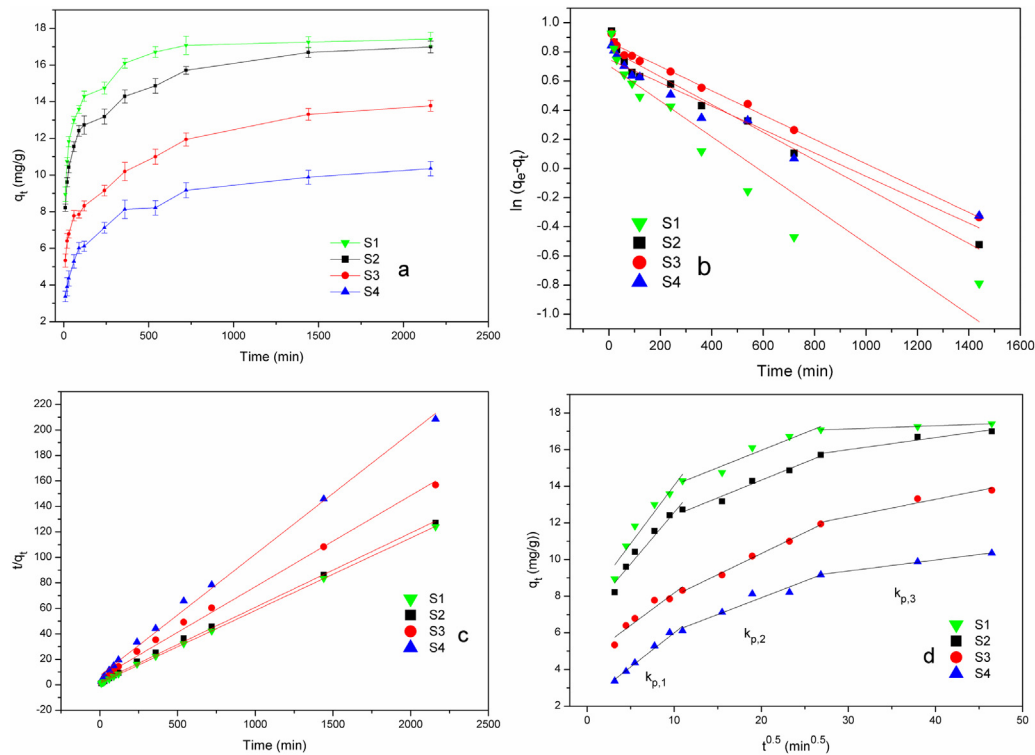 18
16
14
12
10
8
6
4
2
0
500
1000
1500
2000
2500
qt (mg/g)
Time (min)
S1
S2
S3
S4
a
1.0
0.8
0.6
0.4
0.2
0.0
-0.2
-0.4
-0.6
-0.8
-1.0
0
200
400
600
800
1000
1200
1400
1600
ln (qe-qt)
Time (min)
S1
S2
S3
S4
b
220
200
180
160
140
120
100
80
60
40
20
0
-20
0
500
1000
1500
2000
2500
t/qt
Time (min)
S1
S2
S3
S4
c
18
16
14
12
10
8
6
4
2
0
0
10
20
30
40
50
qt (mg/g))
t0.5 (min0.5)
kp,1
kp,2
kp,3
S1
S2
S3
S4
d